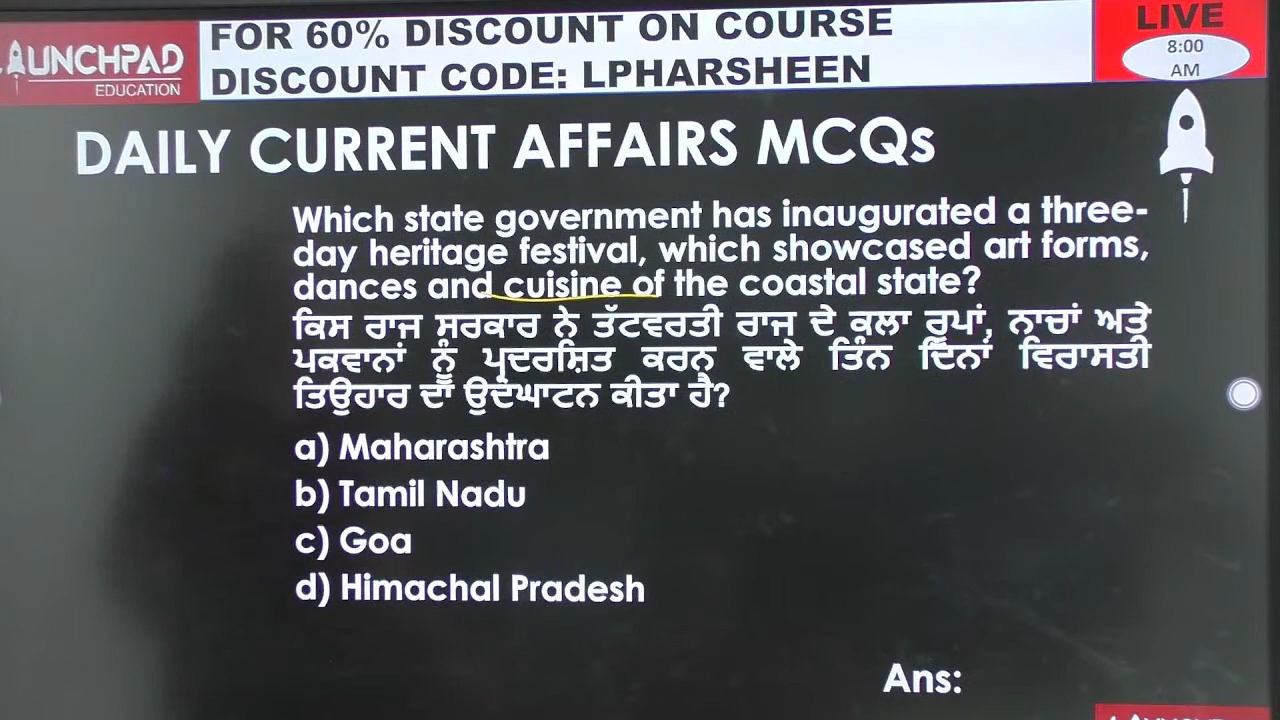 FOR 60% DISCOUNT ON COURSE
DISCOUNT CODE: LPHARSHEEN
LAUNCHPAD
EDUCATION
LIVE
8:00
AM
DAILY CURRENT AFFAIRS MCQs
Which state government has inaugurated a three-
day heritage festival, which showcased art forms,
dances and cuisine of the coastal state?
ਕਿਸ ਰਾਜ ਸਰਕਾਰ ਨੇ ਤੱਟਵਰਤੀ ਰਾਜ ਦੇ ਕਲਾ ਰੂਪਾਂ, ਨਾਚਾਂ ਅਤੇ
ਪਕਵਾਨਾਂ ਨੂੰ ਪ੍ਰਦਰਸ਼ਿਤ ਕਰਨ ਵਾਲੇ ਤਿੰਨ ਦਿਨਾਂ ਵਿਰਾਸਤੀ
ਤਿਉਹਾਰ ਦਾ ਉਦਘਾਟਨ ਕੀਤਾ ਹੈ?
a) Maharashtra
b) Tamil Nadu
c) Goa
d) Himachal Pradesh
Ans: